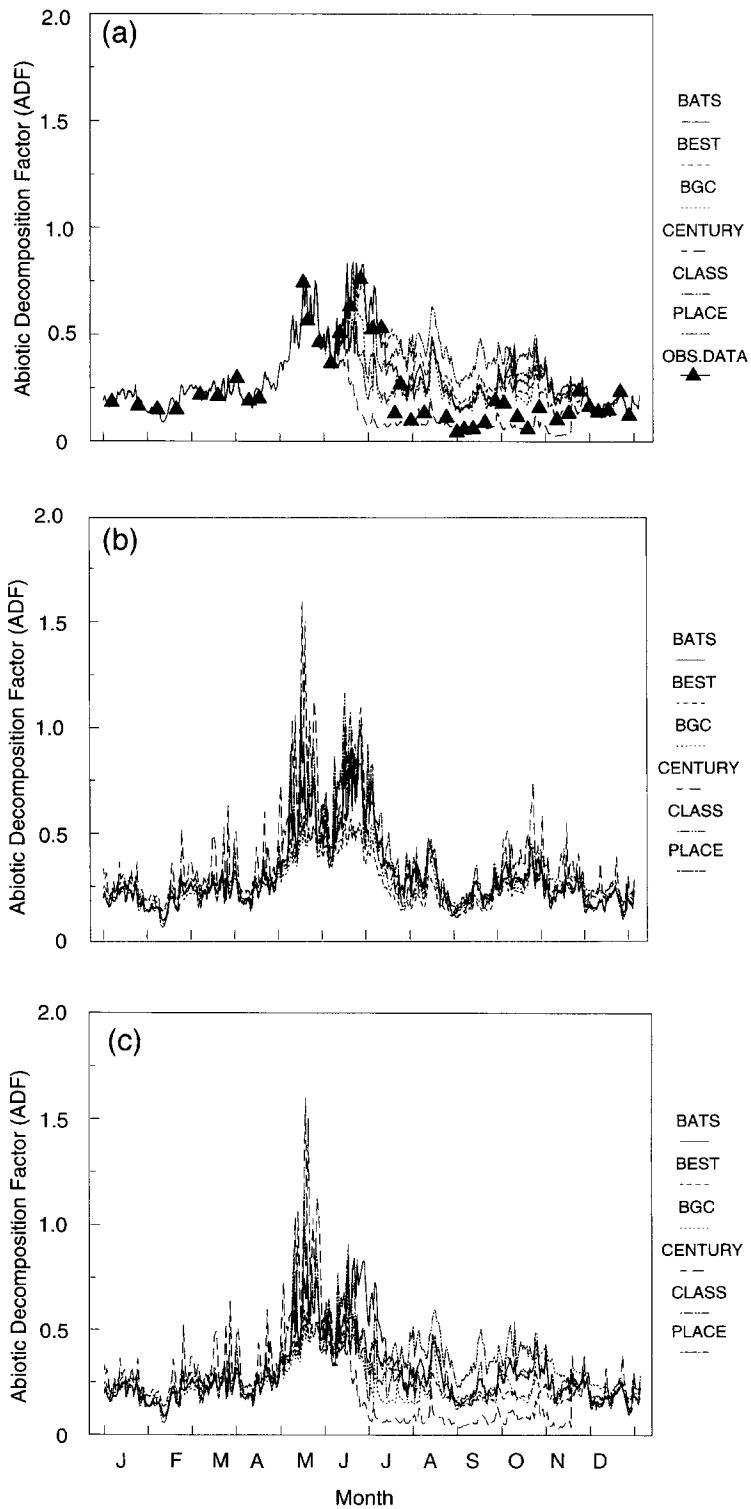 (a)
Abiotic Decomposition Factor (ADF)
2.0
1.5
1.0
0.5
0
BATS
BEST
BGC
CENTURY
CLASS
PLACE
OBS.DATA
(b)
Abiotic Decomposition Factor (ADF)
2.0
1.5
1.0
0.5
0
BATS
BEST
BGC
CENTURY
CLASS
PLACE
(c)
Abiotic Decomposition Factor (ADF)
2.0
1.5
1.0
0.5
0
BATS
BEST
BGC
CENTURY
CLASS
PLACE
J F M A M J J A S O N D
Month